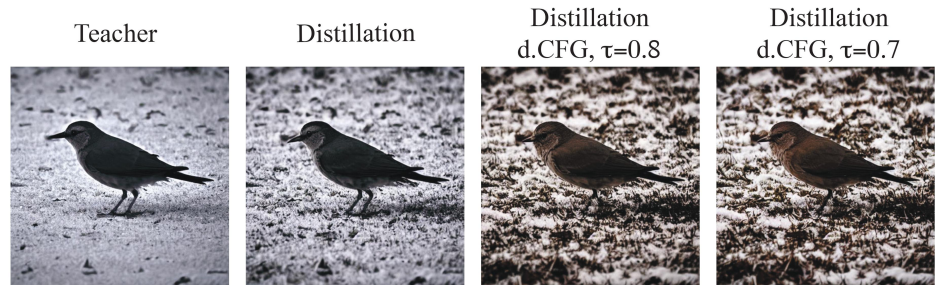 Teacher
Distillation
Distillation
d.CFG, τ=0.8
Distillation
d.CFG, τ=0.7